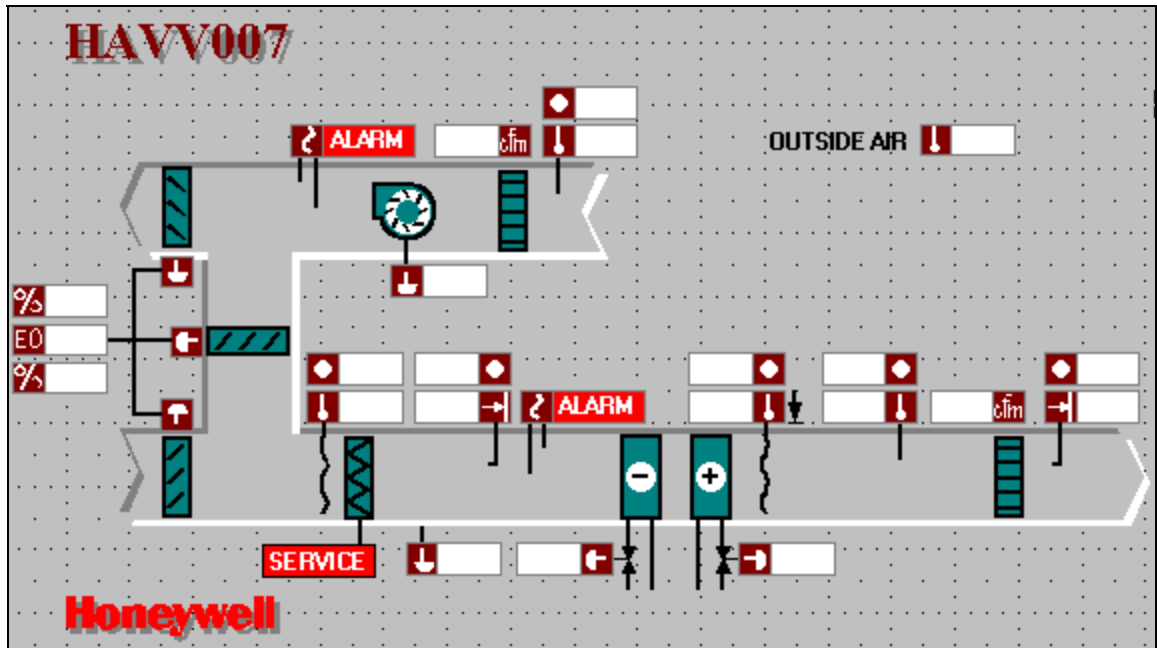 HAVV007
ALARM
cfm
OUTSIDE AIR
%
EO
%
ALARM
cfm
SERVICE
Honeywell